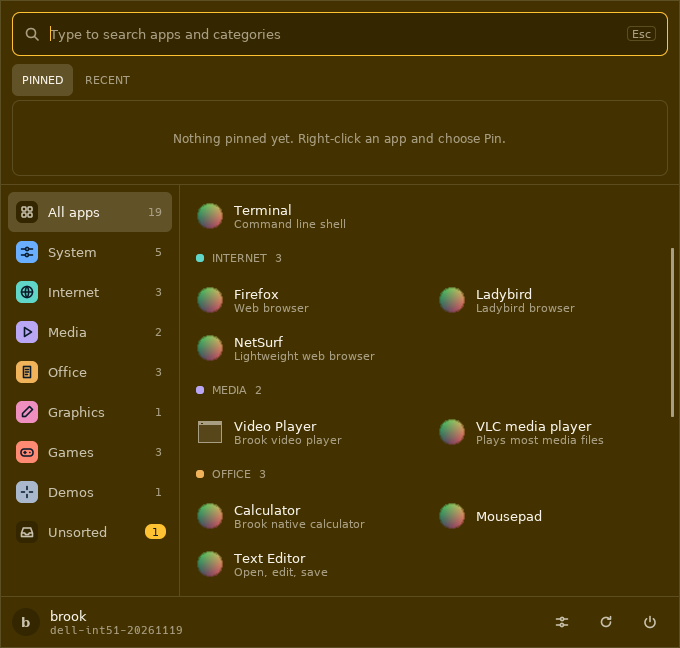 Type to search apps and categories
Esc
PINNED
RECENT
Nothing pinned yet. Right-click an app and choose Pin.
All apps 19
System 5
Internet 3
Media 2
Office 3
Graphics 1
Games 3
Demos 1
Unsorted 1
Terminal
Command line shell
INTERNET 3
Firefox
Web browser
Ladybird
Ladybird browser
NetSurf
Lightweight web browser
MEDIA 2
Video Player
Brook video player
VLC media player
Plays most media files
OFFICE 3
Calculator
Brook native calculator
Mousepad
Text Editor
Open, edit, save
b
brook
dell-int51-20261119